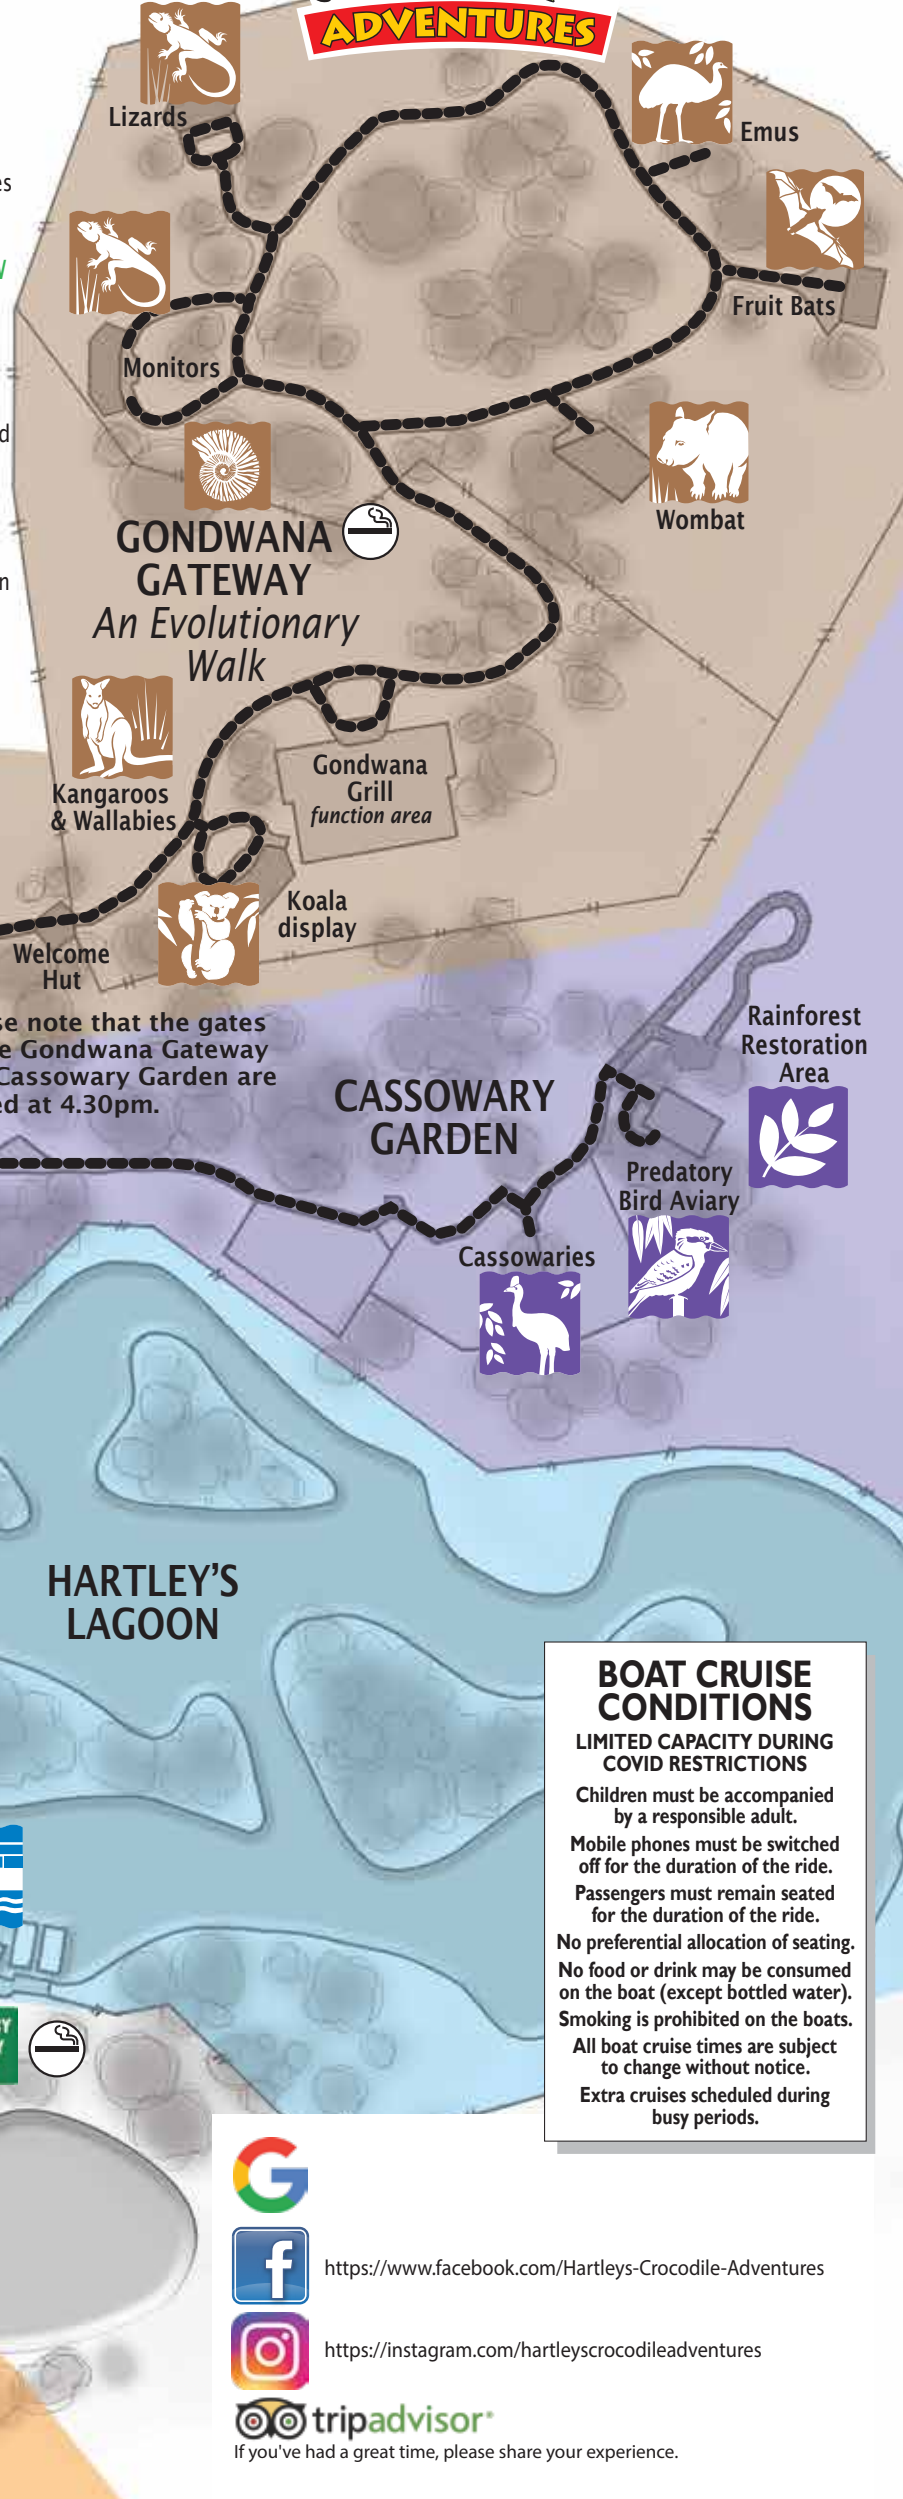 ADVENTURES
Lizards
Emus
es
Fruit Bats
Monitors
d
Wombat
GONDWANA
GATEWAY
An Evolutionary
Walk
n
Kangaroos
& Wallabies
Gondwana
Grill
function area
Koala
display
Welcome
Hut
se note that the gates
e Gondwana Gateway
Cassowary Garden are
ed at 4.30pm.
Rainforest
Restoration
Area
CASSOWARY
GARDEN
Predatory
Bird Aviary
Cassowaries
HARTLEY'S
LAGOON
BOAT CRUISE
CONDITIONS
LIMITED CAPACITY DURING
COVID RESTRICTIONS
Children must be accompanied
by a responsible adult.
Mobile phones must be switched
off for the duration of the ride.
Passengers must remain seated
for the duration of the ride.
No preferential allocation of seating.
No food or drink may be consumed
on the boat (except bottled water).
Smoking is prohibited on the boats.
All boat cruise times are subject
to change without notice.
Extra cruises scheduled during
busy periods.
https://www.facebook.com/Hartleys-Crocodile-Adventures
https://instagram.com/hartleyscrocodileadventures
tripadvisor®
If you've had a great time, please share your experience.